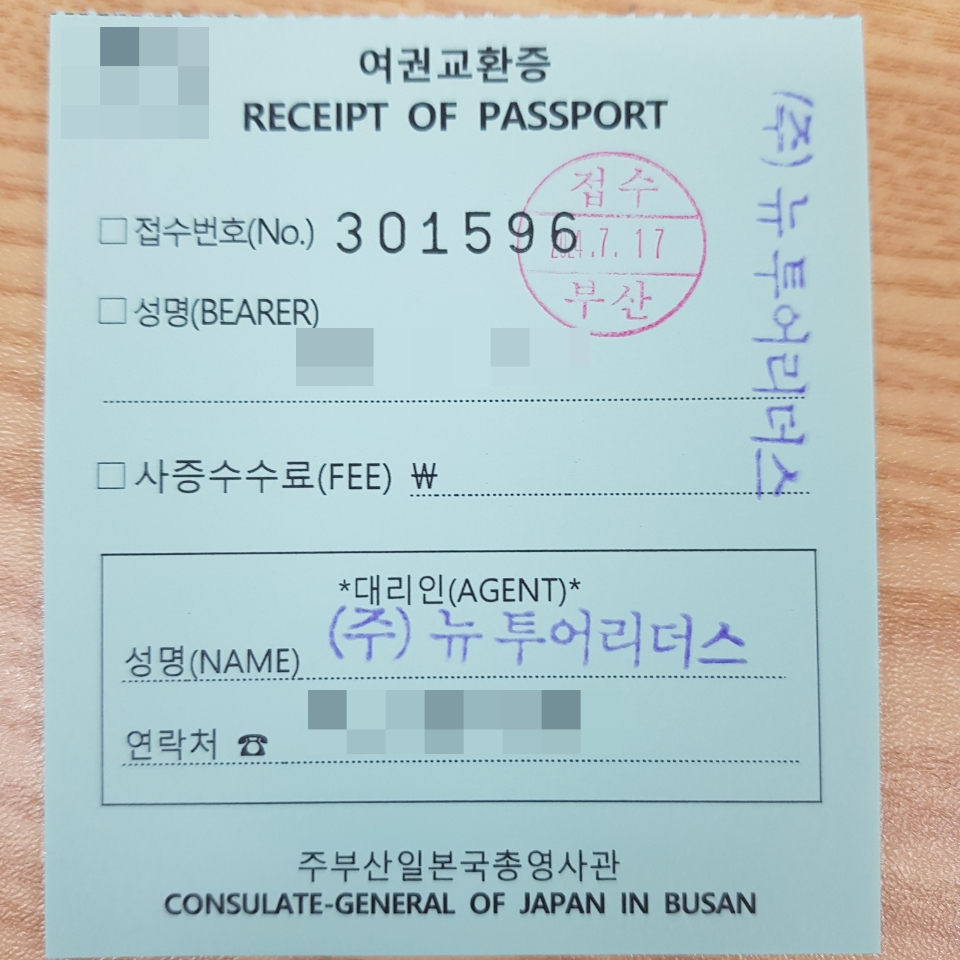 여권교환증
RECEIPT OF PASSPORT
(주) 뉴 투어리더스
접수
2024.7.17
부산
□ 접수번호(No.) 301596
□ 성명(BEARER)
□ 사증수수료(FEE) ₩
*대리인(AGENT)*
성명(NAME) (주) 뉴 투어리더스
연락처 ☎
주부산일본국총영사관
CONSULATE-GENERAL OF JAPAN IN BUSAN